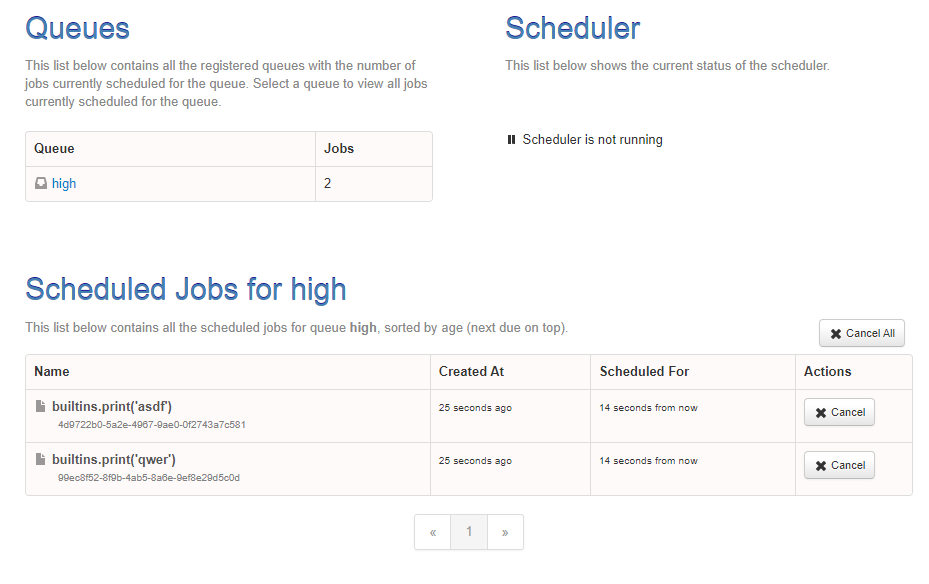 Queues
This list below contains all the registered queues with the number of
jobs currently scheduled for the queue. Select a queue to view all jobs
currently scheduled for the queue.
Queue Jobs
high 2
Scheduler
This list below shows the current status of the scheduler.
Scheduler is not running
Scheduled Jobs for high
This list below contains all the scheduled jobs for queue high, sorted by age (next due on top).
Cancel All
Name Created At Scheduled For Actions
builtins.print('asdf') 25 seconds ago 14 seconds from now Cancel
4d9722b0-5a2e-4967-9ae0-0f2743a7c581
builtins.print('qwer') 25 seconds ago 14 seconds from now Cancel
99ec8f52-8f9b-4ab5-8a6e-9ef8e29d5c0d
« 1 »